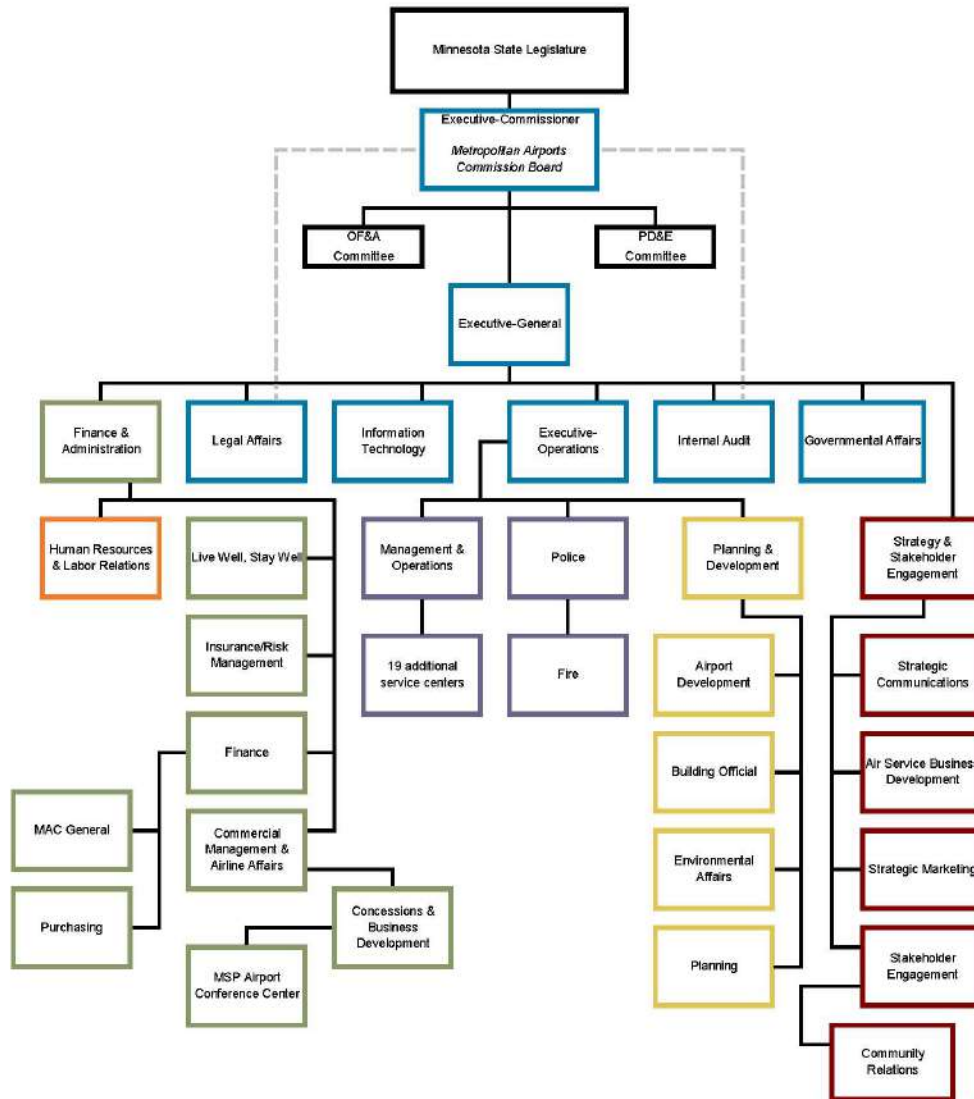 Minnesota State Legislature
Executive-Commissioner
Metropolitan Airports
Commission Board
OF&A
Committee
PD&E
Committee
Executive-General
Finance &
Administration
Legal Affairs
Information
Technology
Executive-
Operations
Internal Audit
Governmental Affairs
Human Resources
& Labor Relations
Live Well, Stay Well
Management &
Operations
Police
Planning &
Development
Strategy &
Stakeholder
Engagement
Insurance/Risk
Management
19 additional
service centers
Fire
Airport
Development
Strategic
Communications
Finance
Building Official
Air Service Business
Development
MAC General
Commercial
Management &
Airline Affairs
Environmental
Affairs
Strategic Marketing
Purchasing
Concessions &
Business
Development
MSP Airport
Conference Center
Planning
Stakeholder
Engagement
Community
Relations